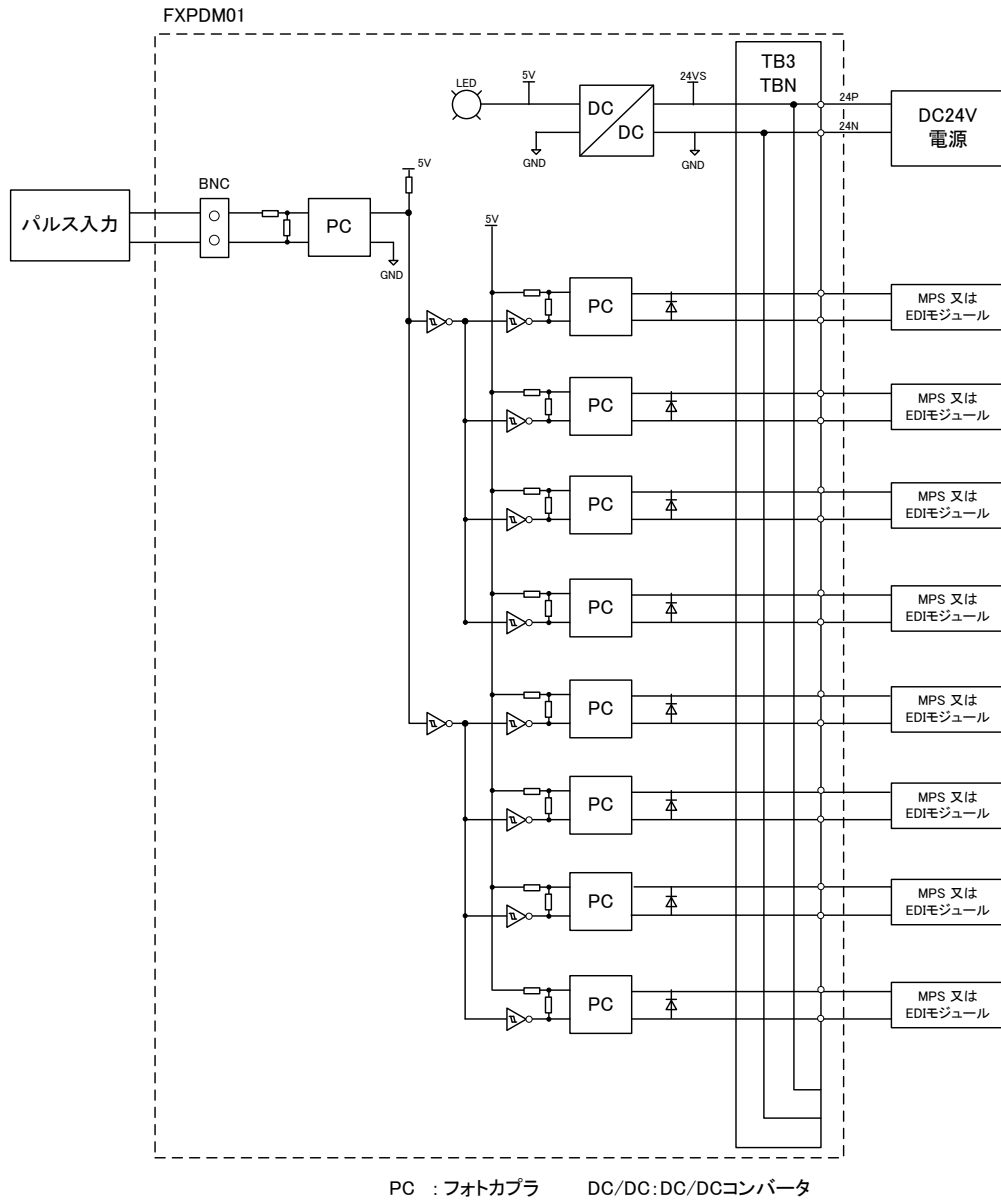 FXPDM01
TB3
TBN
LED
5V
24VS
DC
DC
GND
GND
24P
24N
DC24V
電源
パルス入力
BNC
PC
5V
GND
5V
PC
MPS 又は
EDIモジュール
PC
MPS 又は
EDIモジュール
PC
MPS 又は
EDIモジュール
PC
MPS 又は
EDIモジュール
PC
MPS 又は
EDIモジュール
PC
MPS 又は
EDIモジュール
PC
MPS 又は
EDIモジュール
PC
MPS 又は
EDIモジュール
PC ：フォトカプラ DC/DC：DC/DCコンバータ